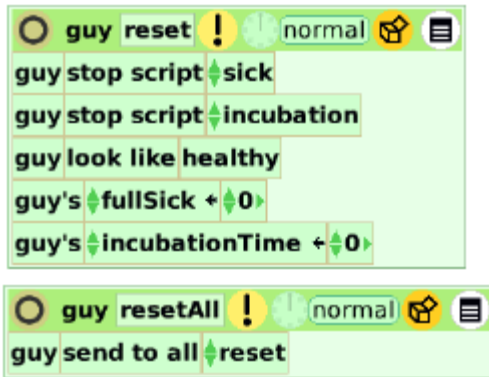 guy reset ! normal
guy stop script sick
guy stop script incubation
guy look like healthy
guy's fullSick ← 0
guy's incubationTime ← 0
guy resetAll ! normal
guy send to all reset